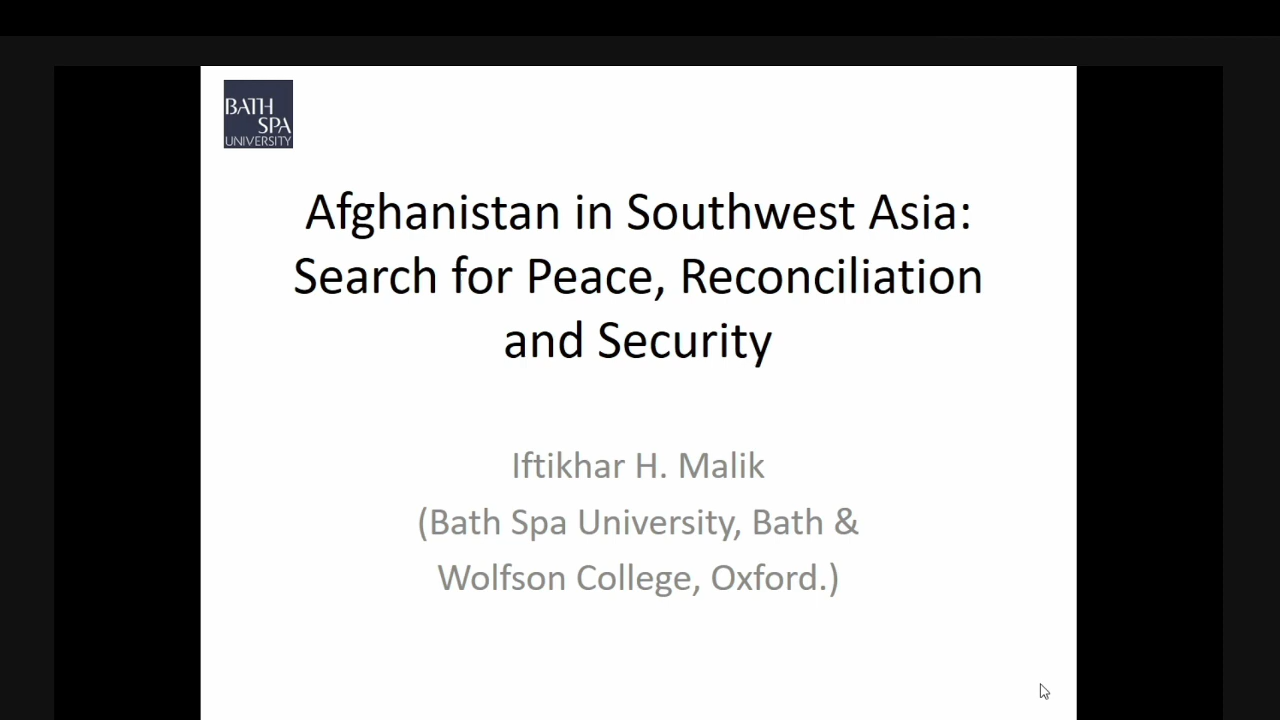 BATH
SPA
UNIVERSITY
Afghanistan in Southwest Asia:
Search for Peace, Reconciliation
and Security
Iftikhar H. Malik
(Bath Spa University, Bath &
Wolfson College, Oxford.)